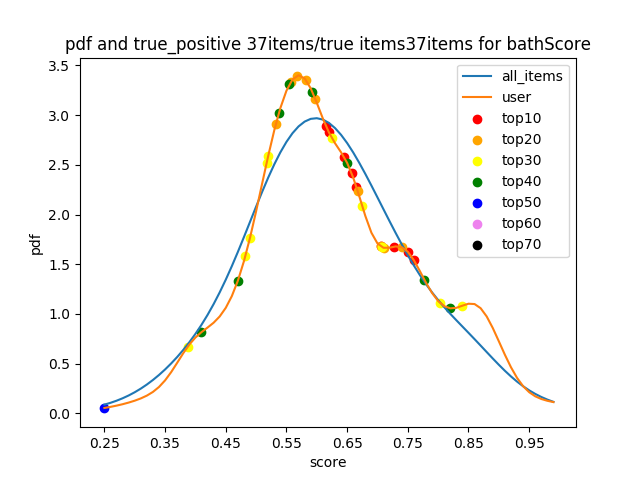 pdf and true_positive 37items/true items37items for bathScore
3.5
3.0
2.5
2.0
1.5
1.0
0.5
0.0
pdf
all_items
user
top10
top20
top30
top40
top50
top60
top70
0.25 0.35 0.45 0.55 0.65 0.75 0.85 0.95
score